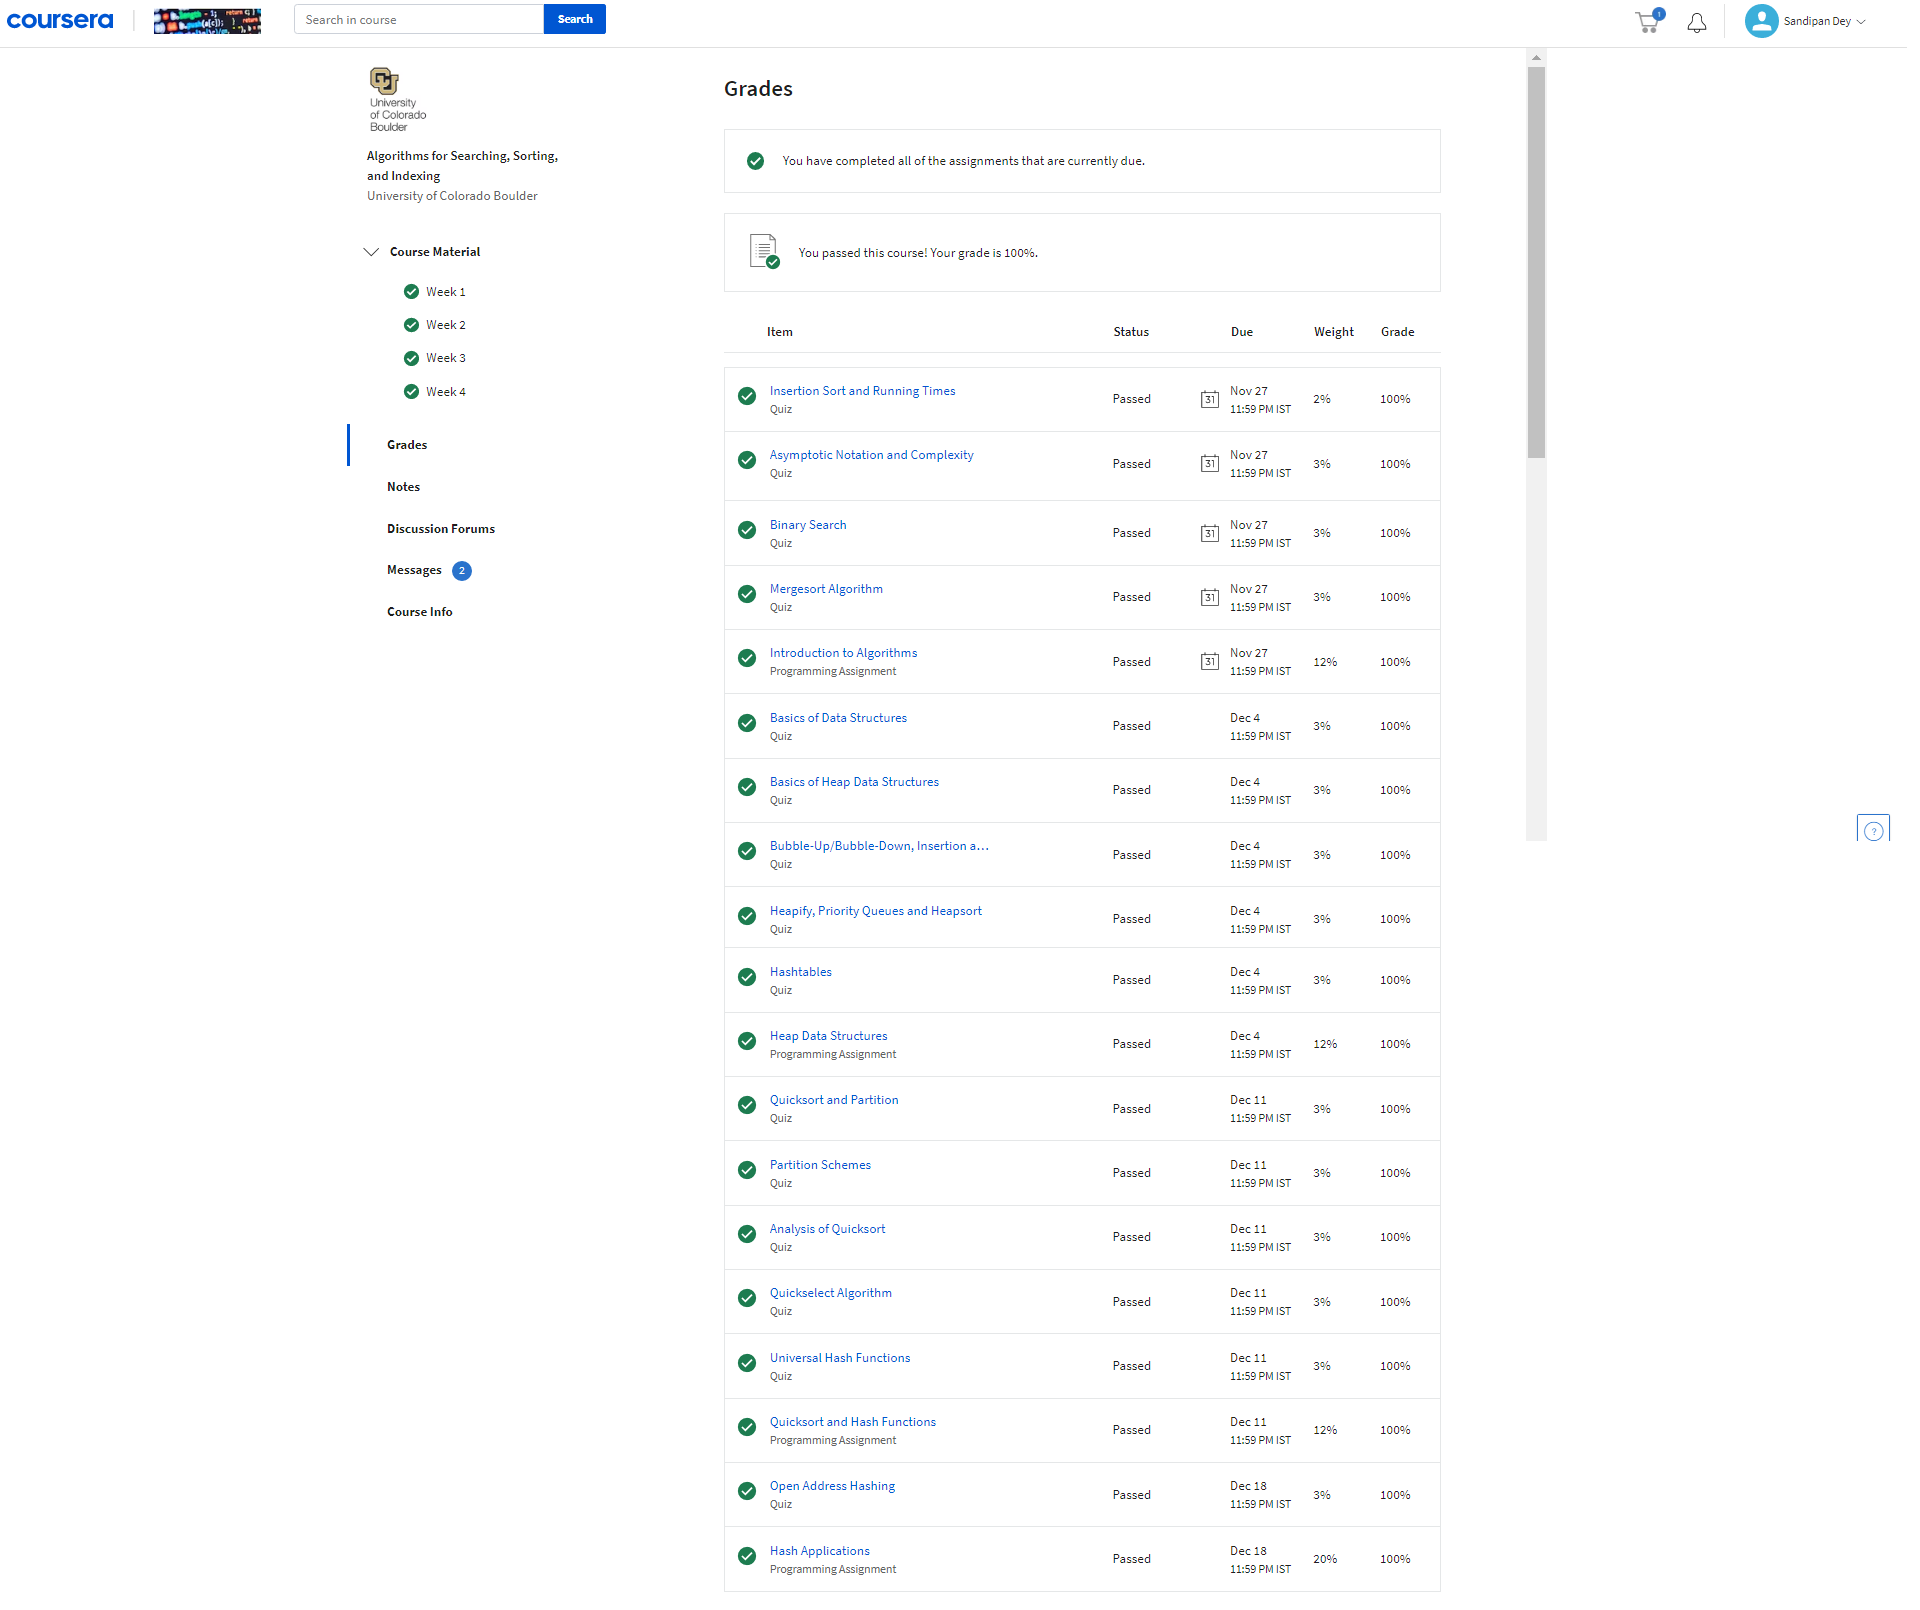 coursera
Search in course
Search
1
Sandipan Dey
CU
University
of Colorado
Boulder
Algorithms for Searching, Sorting,
and Indexing
University of Colorado Boulder
Course Material
Week 1
Week 2
Week 3
Week 4
Grades
Notes
Discussion Forums
Messages 2
Course Info
Grades
You have completed all of the assignments that are currently due.
You passed this course! Your grade is 100%.
Item Status Due Weight Grade
Insertion Sort and Running Times
Quiz
Passed 31 Nov 27
11:59 PM IST 2% 100%
Asymptotic Notation and Complexity
Quiz
Passed 31 Nov 27
11:59 PM IST 3% 100%
Binary Search
Quiz
Passed 31 Nov 27
11:59 PM IST 3% 100%
Mergesort Algorithm
Quiz
Passed 31 Nov 27
11:59 PM IST 3% 100%
Introduction to Algorithms
Programming Assignment
Passed 31 Nov 27
11:59 PM IST 12% 100%
Basics of Data Structures
Quiz
Passed Dec 4
11:59 PM IST 3% 100%
Basics of Heap Data Structures
Quiz
Passed Dec 4
11:59 PM IST 3% 100%
Bubble-Up/Bubble-Down, Insertion a...
Quiz
Passed Dec 4
11:59 PM IST 3% 100%
Heapify, Priority Queues and Heapsort
Quiz
Passed Dec 4
11:59 PM IST 3% 100%
Hashtables
Quiz
Passed Dec 4
11:59 PM IST 3% 100%
Heap Data Structures
Programming Assignment
Passed Dec 4
11:59 PM IST 12% 100%
Quicksort and Partition
Quiz
Passed Dec 11
11:59 PM IST 3% 100%
Partition Schemes
Quiz
Passed Dec 11
11:59 PM IST 3% 100%
Analysis of Quicksort
Quiz
Passed Dec 11
11:59 PM IST 3% 100%
Quickselect Algorithm
Quiz
Passed Dec 11
11:59 PM IST 3% 100%
Universal Hash Functions
Quiz
Passed Dec 11
11:59 PM IST 3% 100%
Quicksort and Hash Functions
Programming Assignment
Passed Dec 11
11:59 PM IST 12% 100%
Open Address Hashing
Quiz
Passed Dec 18
11:59 PM IST 3% 100%
Hash Applications
Programming Assignment
Passed Dec 18
11:59 PM IST 20% 100%
?